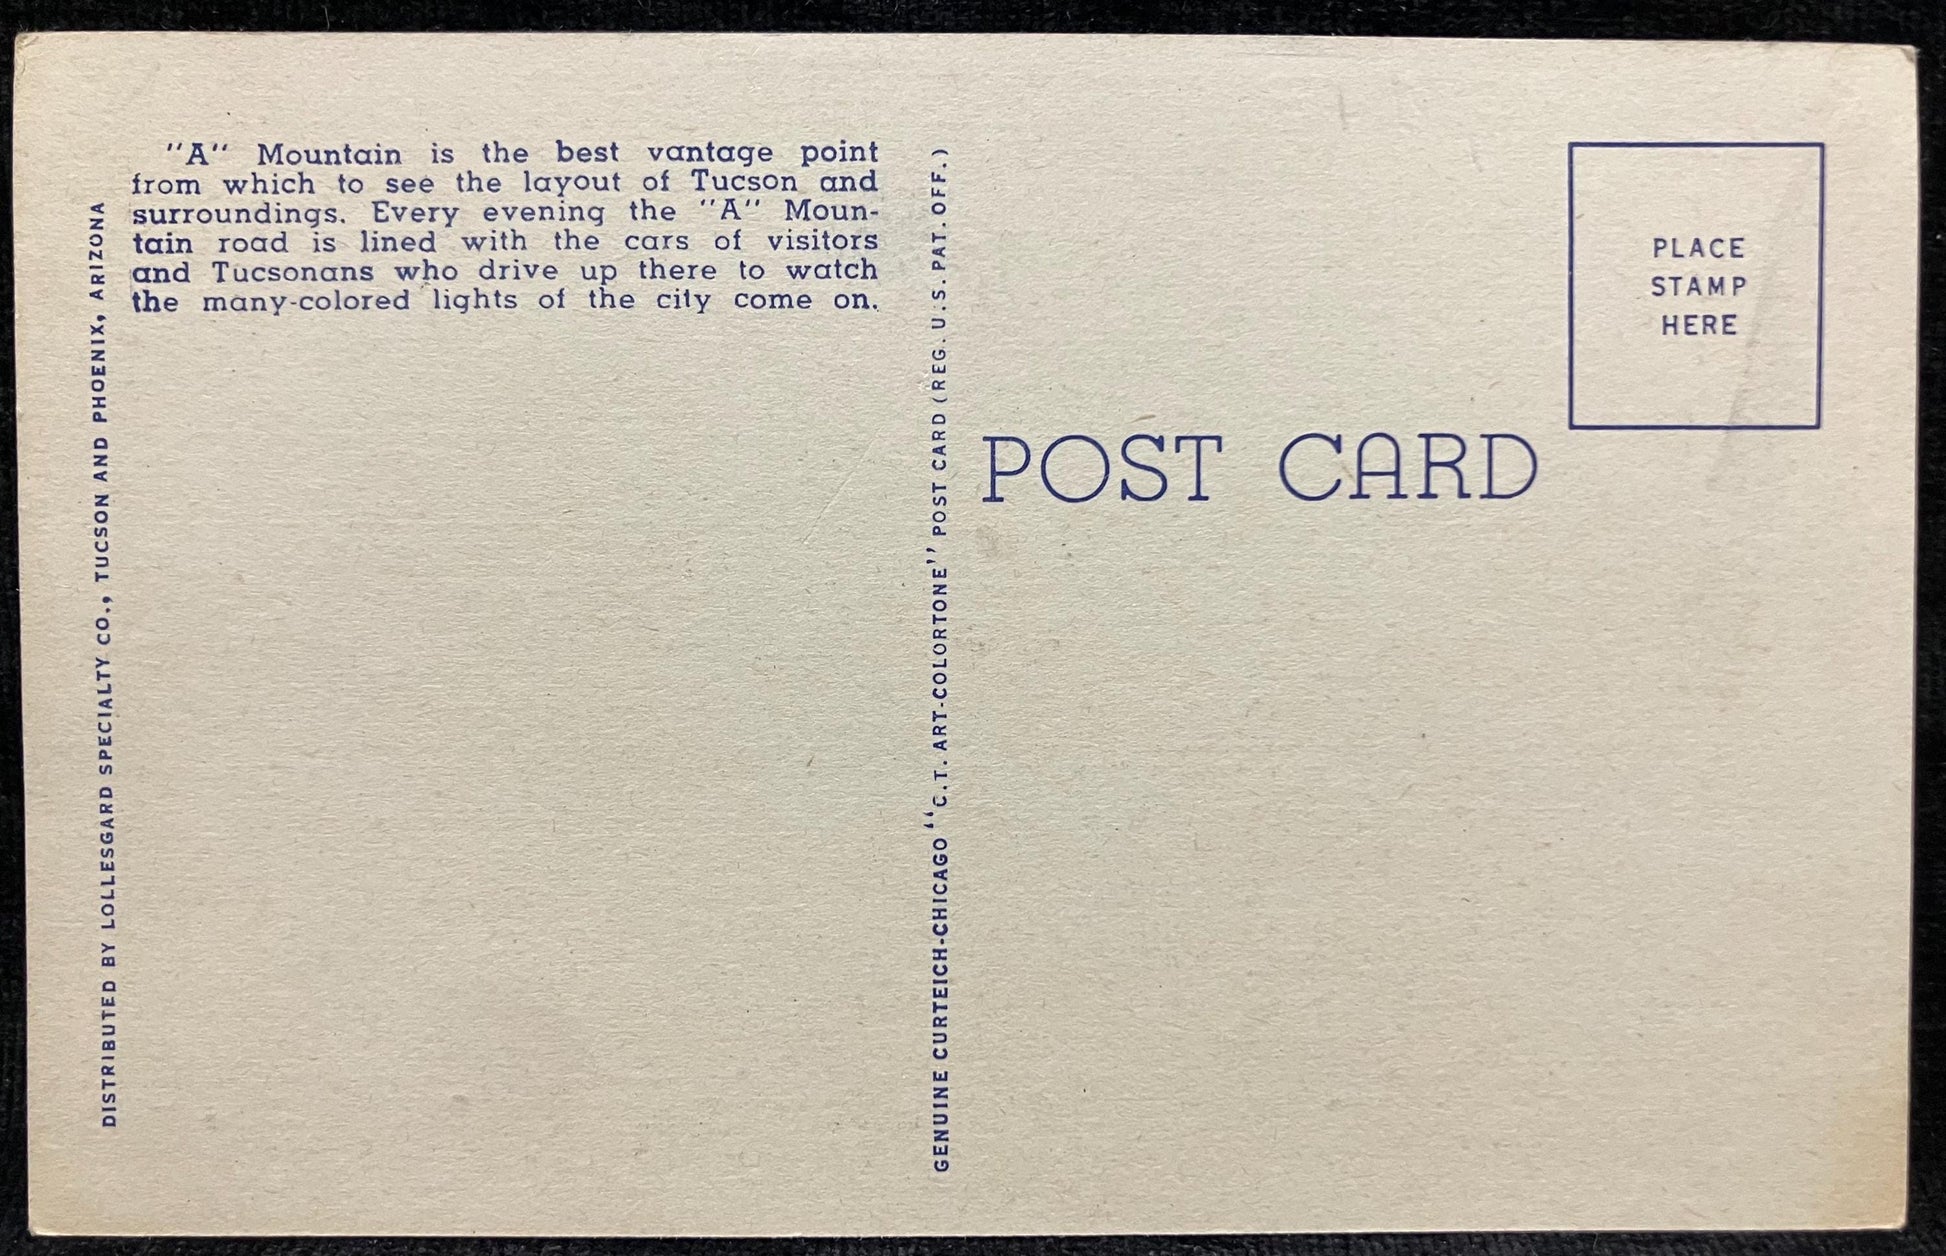 "A" Mountain is the best vantage point
from which to see the layout of Tucson and
surroundings. Every evening the "A" Moun-
tain road is lined with the cars of visitors
and Tucsonans who drive up there to watch
the many-colored lights of the city come on.
DISTRIBUTED BY LOLLESGARD SPECIALTY CO., TUCSON AND PHOENIX, ARIZONA
GENUINE CURTEICH-CHICAGO "C.T. ART-COLORTONE" POST CARD (REG. U.S. PAT. OFF.)
POST CARD
PLACE
STAMP
HERE